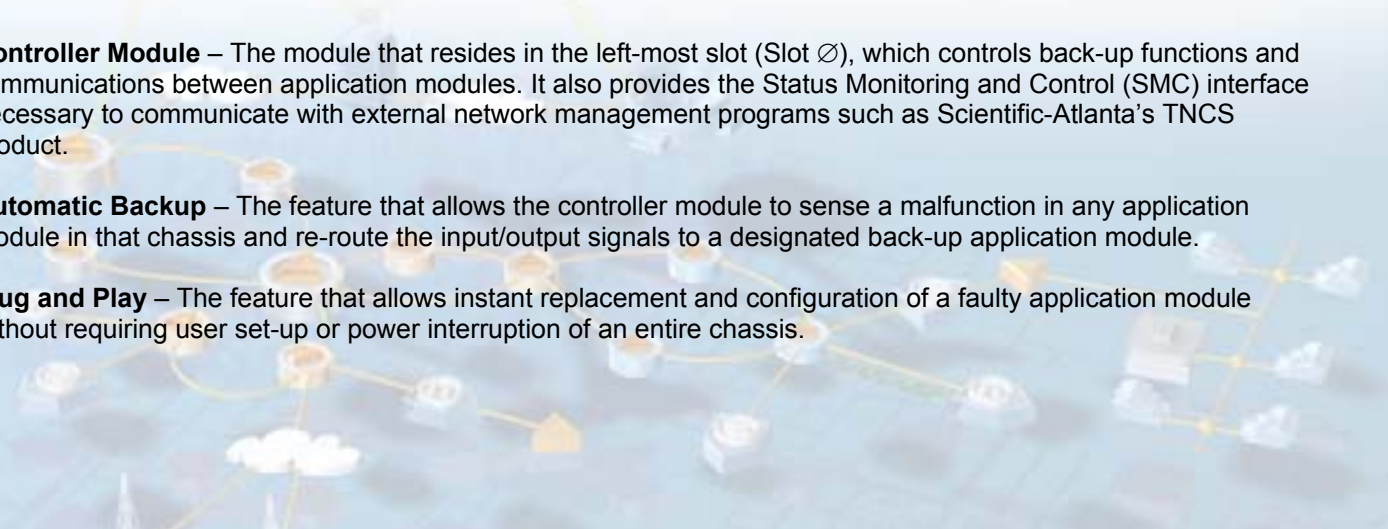 ontroller Module – The module that resides in the left-most slot (Slot ∅), which controls back-up functions and
mmunications between application modules. It also provides the Status Monitoring and Control (SMC) interface
ecessary to communicate with external network management programs such as Scientific-Atlanta’s TNCS
oduct.
utomatic Backup – The feature that allows the controller module to sense a malfunction in any application
odule in that chassis and re-route the input/output signals to a designated back-up application module.
ug and Play – The feature that allows instant replacement and configuration of a faulty application module
ithout requiring user set-up or power interruption of an entire chassis.